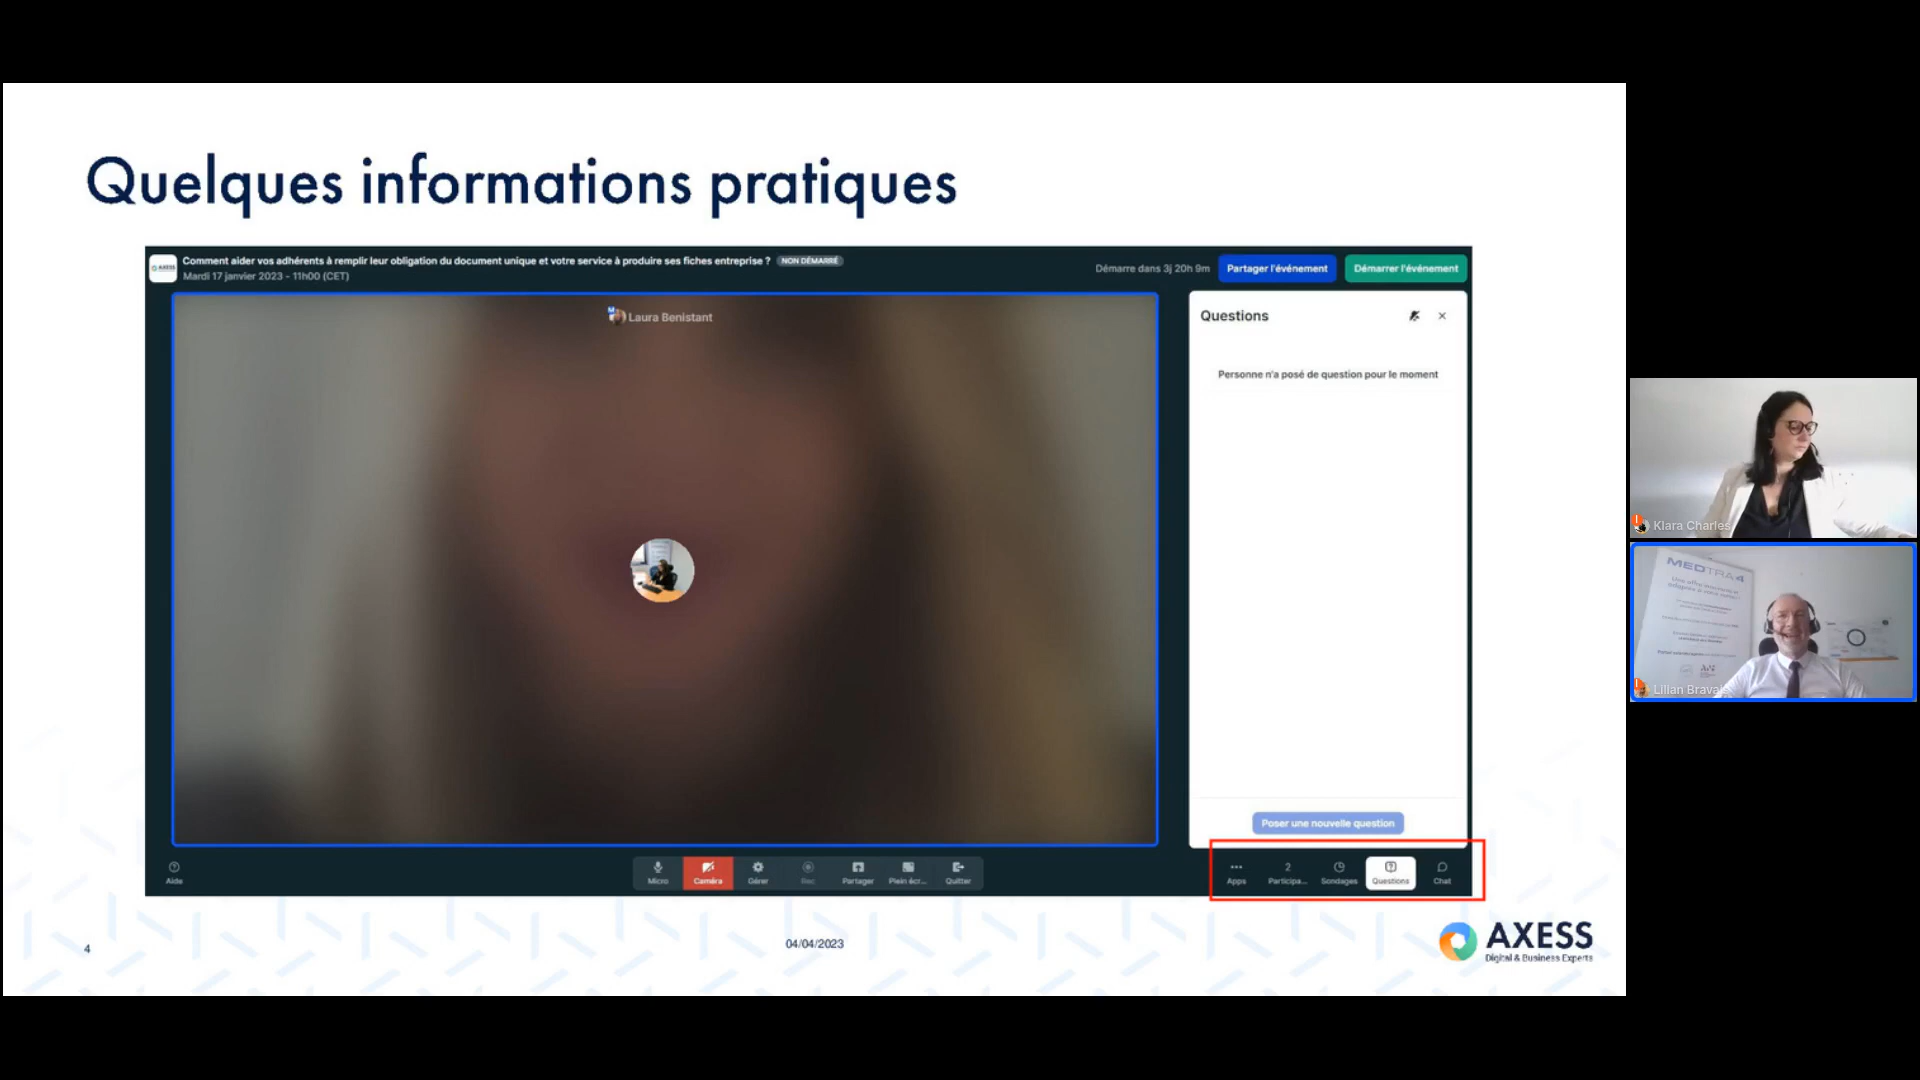 Quelques informations pratiques
AXESS
Comment aider vos adhérents à remplir leur obligation du document unique et votre service à produire ses fiches entreprise ? NON DÉMARRÉ
Mardi 17 janvier 2023 - 11h00 (CET)
Démarre dans 3j 20h 9m
Partager l'événement
Démarrer l'événement
Laura Benistant
Questions
Personne n'a posé de question pour le moment
Poser une nouvelle question
Aide
Micro
Caméra
Gérer
Rec
Partager
Plein écr...
Quitter
Apps
2
Participa...
Sondages
Questions
Chat
4
04/04/2023
AXESS
Digital & Business Experts
Klara Charles
MEDTRA4
Lilian Bravais